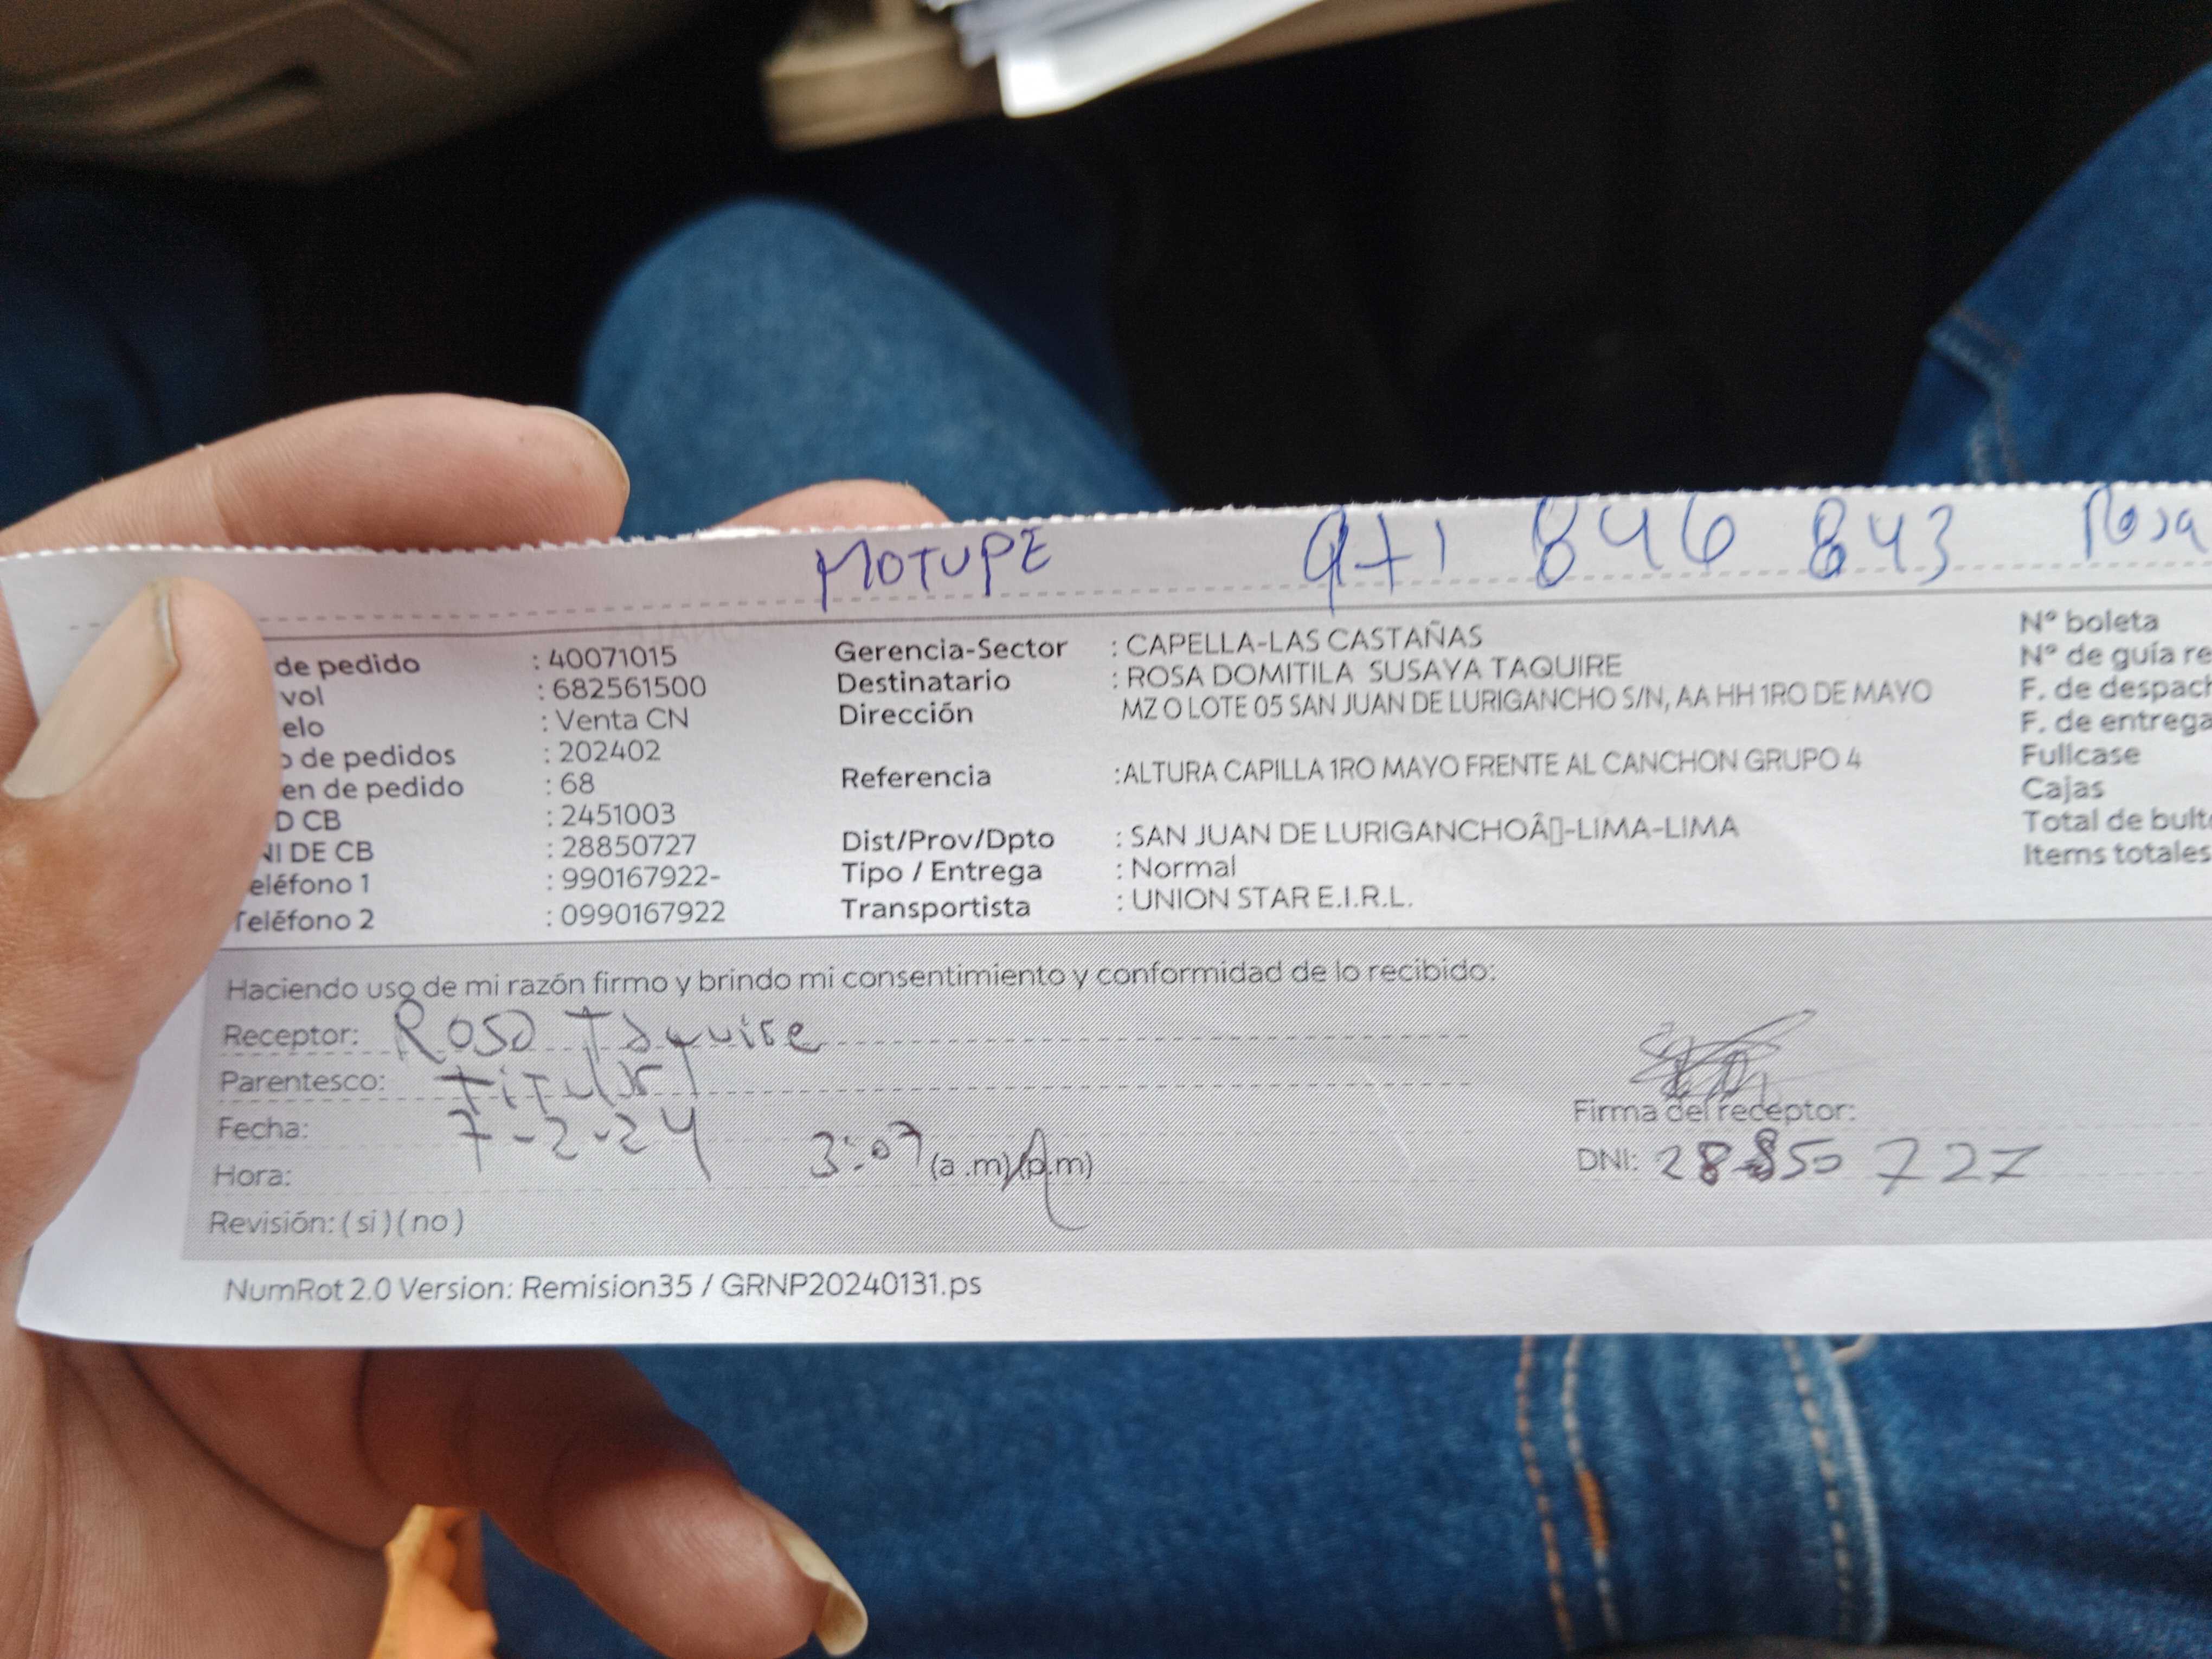 MOTUPE 971 846 843 Rosa
de pedido : 40071015
vol : 682561500
elo : Venta CN
o de pedidos : 202402
en de pedido : 68
D CB : 2451003
NI DE CB : 28850727
eléfono 1 : 990167922-
Teléfono 2 : 0990167922
Gerencia-Sector : CAPELLA-LAS CASTAÑAS
Destinatario : ROSA DOMITILA SUSAYA TAQUIRE
Dirección MZ O LOTE 05 SAN JUAN DE LURIGANCHO S/N, AA HH 1RO DE MAYO
Referencia : ALTURA CAPILLA 1RO MAYO FRENTE AL CANCHON GRUPO 4
Dist/Prov/Dpto : SAN JUAN DE LURIGANCHOÂ▯-LIMA-LIMA
Tipo / Entrega : Normal
Transportista : UNION STAR E.I.R.L.
Nº boleta
Nº de guía re
F. de despach
F. de entrega
Fullcase
Cajas
Total de bulto
Items totales
Haciendo uso de mi razón firmo y brindo mi consentimiento y conformidad de lo recibido:
Receptor: Rosa Taquire
Parentesco: titular
Fecha: 7-2-24
Hora: 3:07 (a .m) (p.m)
Revisión: ( si ) ( no )
Firma del receptor:
DNI: 28850727
NumRot 2.0 Version: Remision35 / GRNP20240131.ps